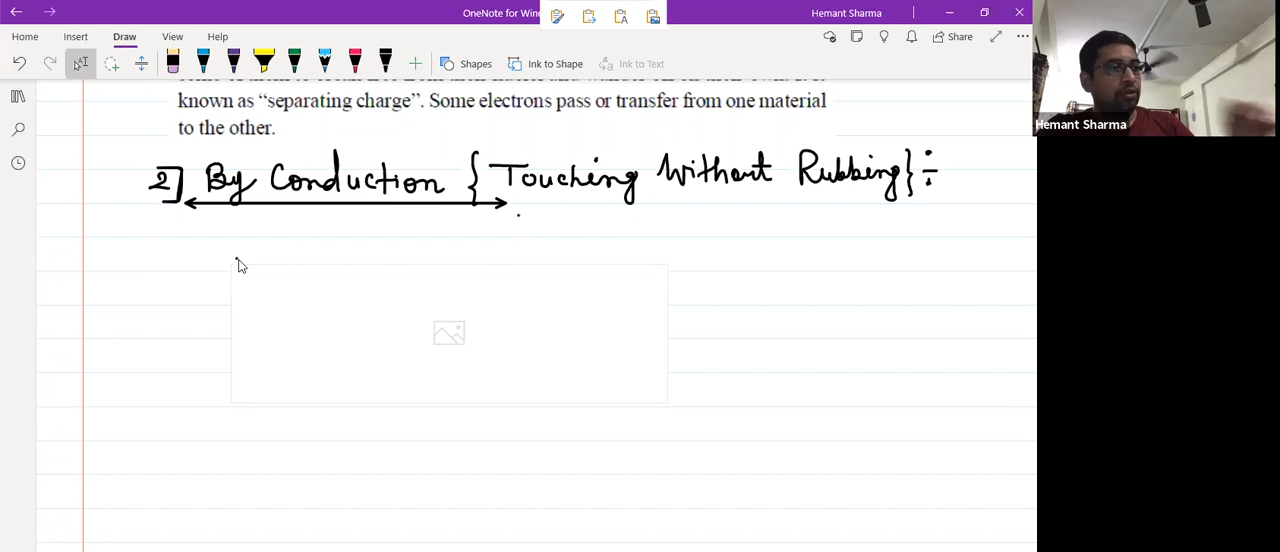 OneNote for Win
Hemant Sharma
Home
Insert
Draw
View
Help
Share
Shapes
Ink to Shape
Ink to Text
known as “separating charge”. Some electrons pass or transfer from one material
to the other.
2] By Conduction { Touching Without Rubbing} ÷
Hemant Sharma